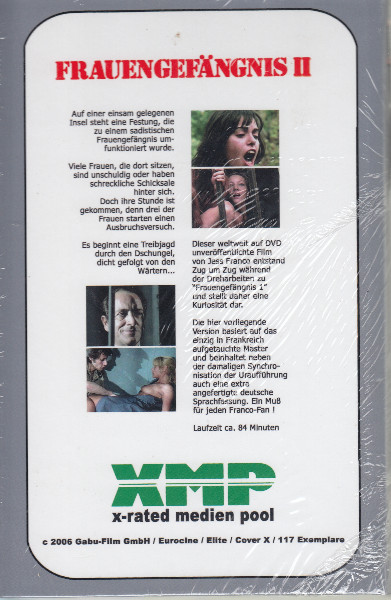 FRAUENGEFÄNGNIS II
Auf einer einsam gelegenen
Insel steht eine Festung, die
zu einem sadistischen
Frauengefängnis um-
funktioniert wurde.
Viele Frauen, die dort sitzen,
sind unschuldig oder haben
schreckliche Schicksale
hinter sich.
Doch ihre Stunde ist
gekommen, denn drei der
Frauen starten einen
Ausbruchsversuch.
Es beginnt eine Treibjagd
durch den Dschungel,
dicht gefolgt von den
Wärtern...
Dieser weltweit auf DVD
unveröffentlichte Film
von Jess Franco entstand
Zug um Zug während
der Dreharbeiten zu
"Frauengefängnis 1"
und stellt daher eine
Kuriosität dar.
Die hier vorliegende
Version basiert auf das
einzig in Frankreich
aufgetauchte Master
und beinhaltet neben
der damaligen Synchro-
nisation der Uraufführung
auch eine extra
angefertigte deutsche
Sprachfassung. Ein Muß
für jeden Franco-Fan !
Laufzeit ca. 84 Minuten
XMP
x-rated medien pool
c 2006 Gabu-Film GmbH / Eurocine / Elite / Cover X / 117 Exemplare